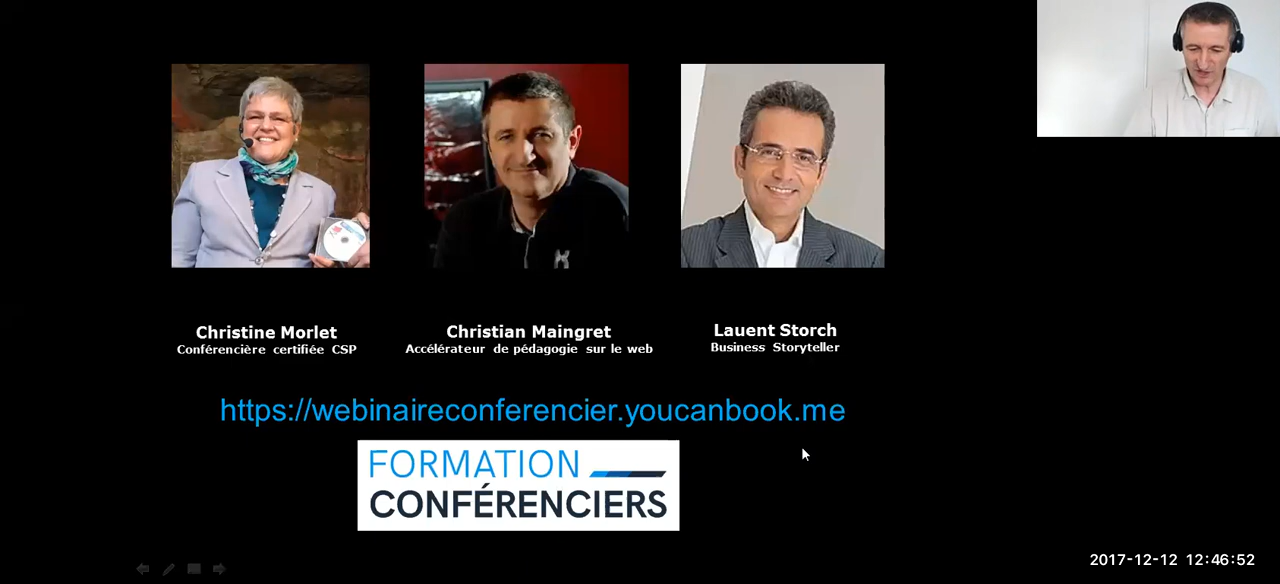 Christine Morlet
Conférencière certifiée CSP
Christian Maingret
Accélérateur de pédagogie sur le web
Lauent Storch
Business Storyteller
https://webinaireconferencier.youcanbook.me
FORMATION
CONFÉRENCIERS
2017-12-12 12:46:52